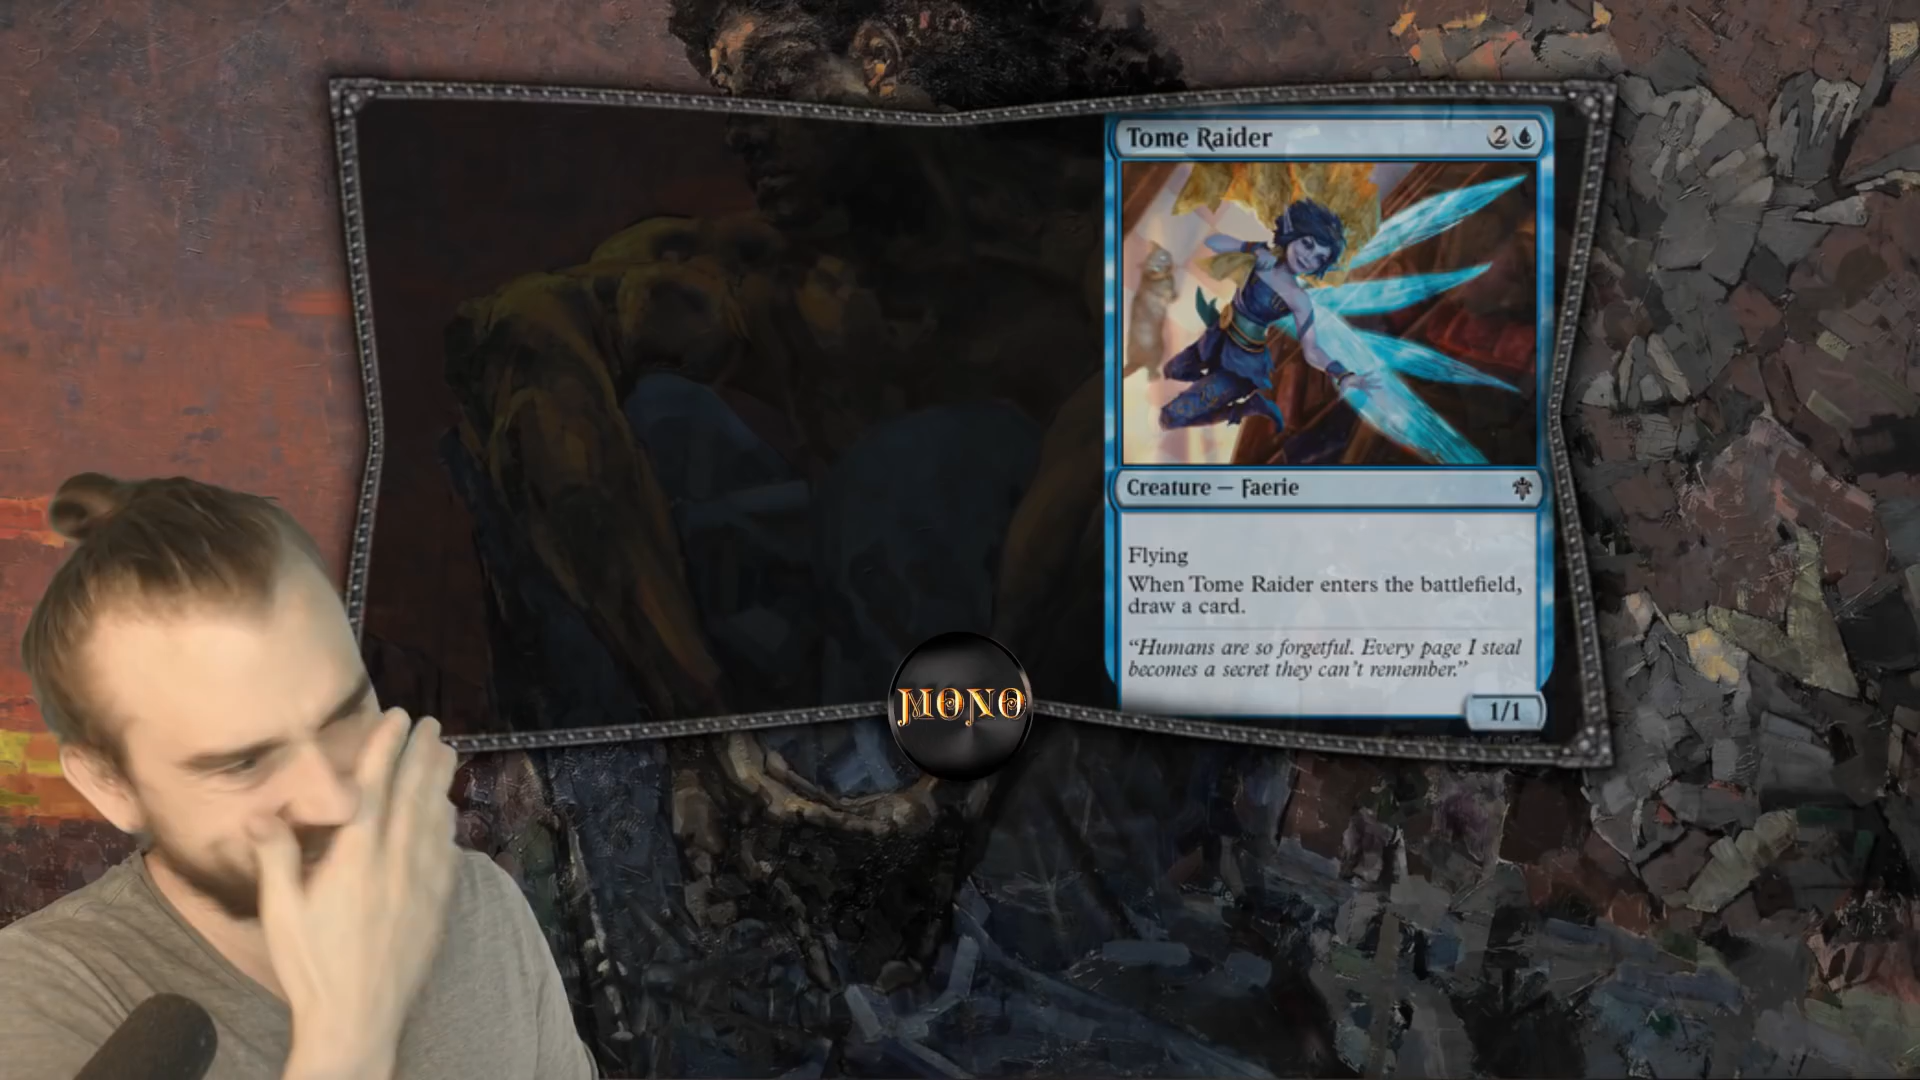 Tome Raider
2
Creature — Faerie
Flying
When Tome Raider enters the battlefield,
draw a card.
“Humans are so forgetful. Every page I steal
becomes a secret they can’t remember.”
1/1
MONO